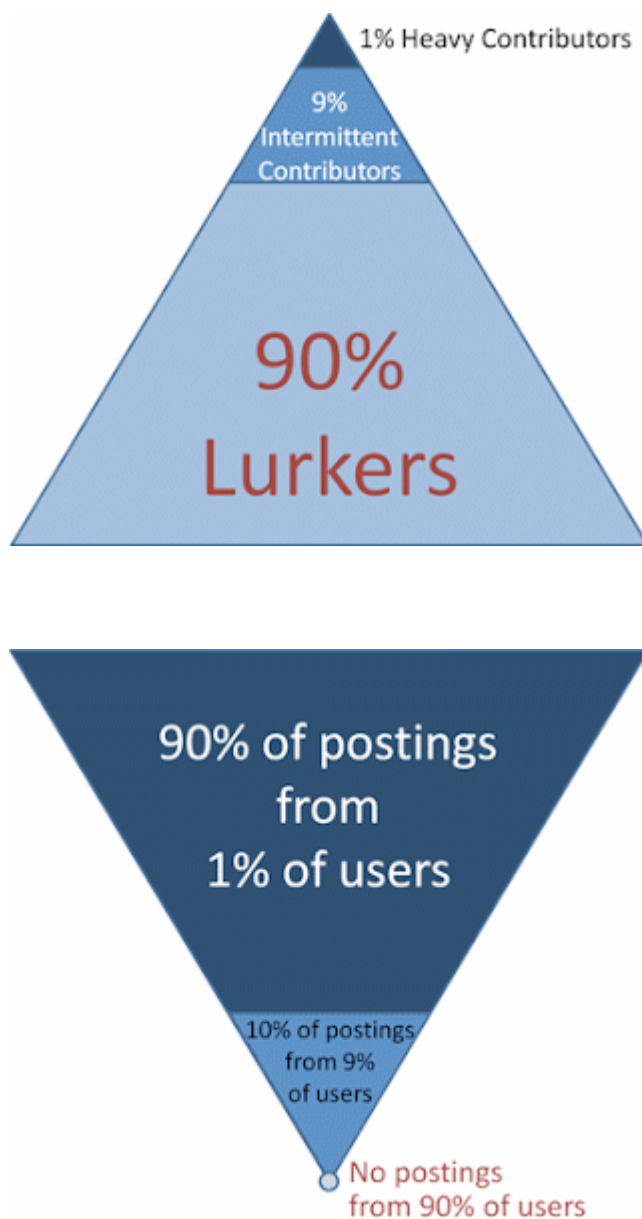 1% Heavy Contributors
9%
Intermittent
Contributors
90%
Lurkers
90% of postings
from
1% of users
10% of postings
from 9%
of users
No postings
from 90% of users